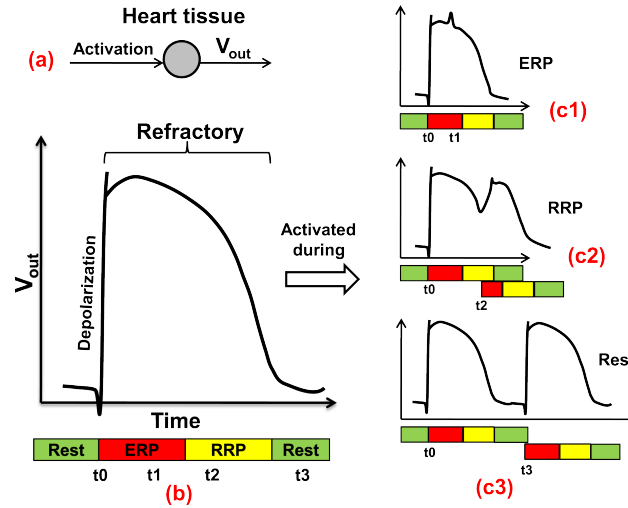 Heart tissue
(a)
Activation
Vout
Refractory
Vout
Depolarization
Time
Rest ERP RRP Rest
t0 t1 t2 t3
(b)
Activated
during
ERP
(c1)
t0 t1
RRP
(c2)
t0
t2
Res
t0
t3
(c3)